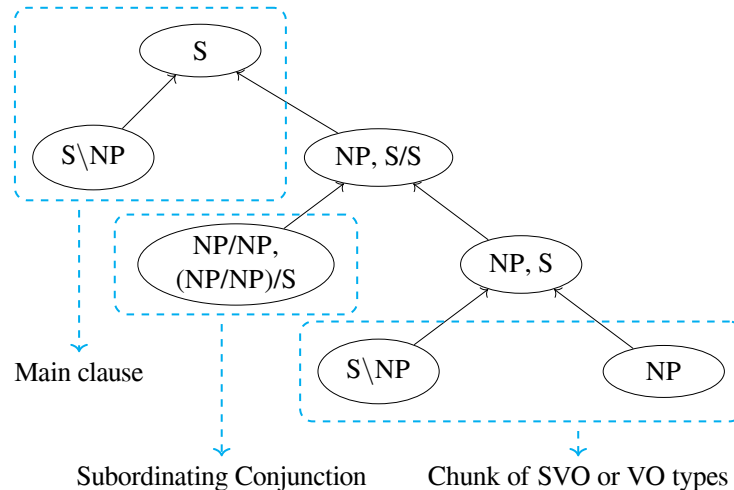 S
S\NP
NP, S/S
NP/NP,
(NP/NP)/S
NP, S
S\NP
NP
Main clause
Subordinating Conjunction
Chunk of SVO or VO types